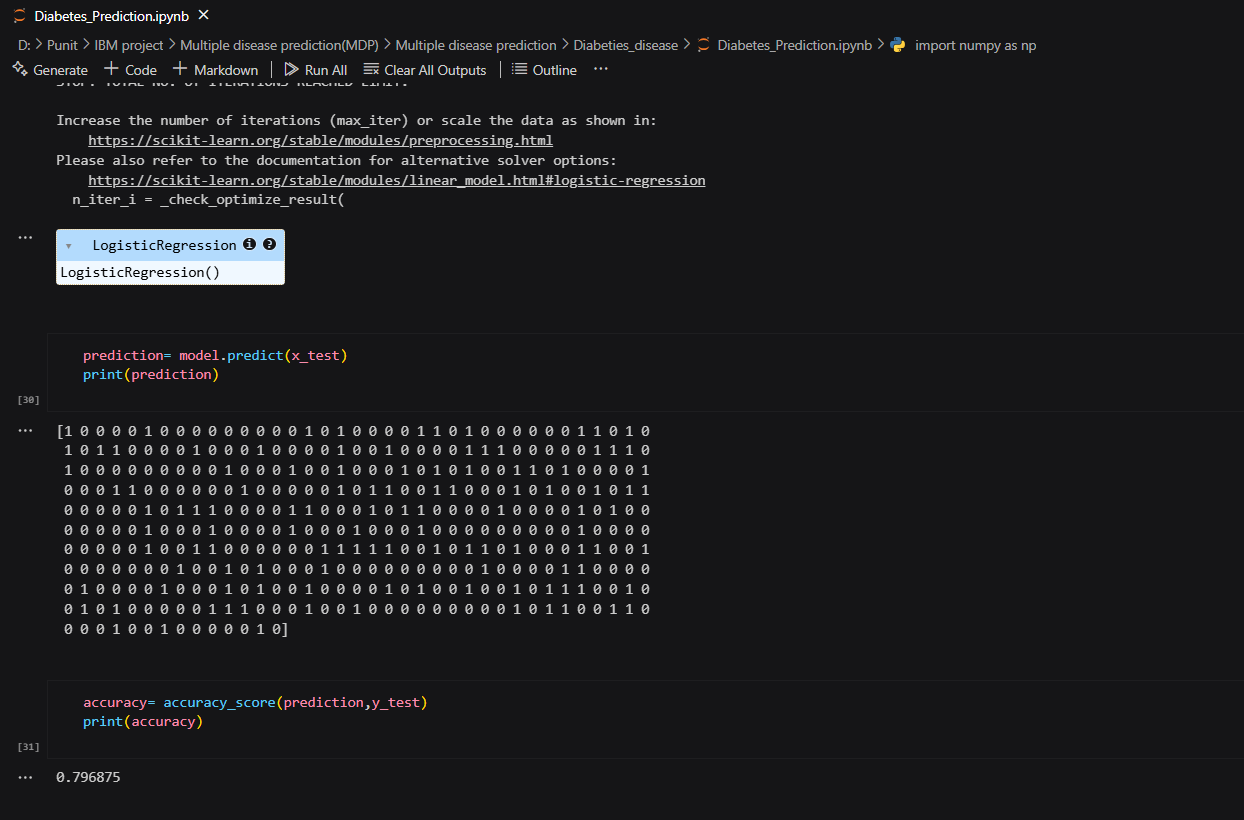 Diabetes_Prediction.ipynb ×
D: > Punit > IBM project > Multiple disease prediction(MDP) > Multiple disease prediction > Diabeties_disease > Diabetes_Prediction.ipynb > import numpy as np
Generate + Code + Markdown | Run All Clear All Outputs | Outline ...
STOP: TOTAL NO. of ITERATIONS REACHED LIMIT.
Increase the number of iterations (max_iter) or scale the data as shown in:
https://scikit-learn.org/stable/modules/preprocessing.html
Please also refer to the documentation for alternative solver options:
https://scikit-learn.org/stable/modules/linear_model.html#logistic-regression
n_iter_i = _check_optimize_result(
...
LogisticRegression i ?
LogisticRegression()
prediction= model.predict(x_test)
print(prediction)
[30]
...
[1 0 0 0 0 1 0 0 0 0 0 0 0 0 0 1 0 1 0 0 0 0 1 1 0 1 0 0 0 0 0 0 1 1 0 1 0
1 0 1 1 0 0 0 0 1 0 0 0 1 0 0 0 0 1 0 0 1 0 0 0 0 1 1 1 0 0 0 0 0 1 1 1 0
1 0 0 0 0 0 0 0 0 0 1 0 0 0 1 0 0 1 0 0 0 1 0 1 0 1 0 0 1 1 0 1 0 0 0 0 1
0 0 0 1 1 0 0 0 0 0 0 1 0 0 0 0 0 1 0 1 1 0 0 1 1 0 0 0 1 0 1 0 0 1 0 1 1
0 0 0 0 0 1 0 1 1 1 0 0 0 0 1 1 0 0 0 1 0 1 1 0 0 0 0 1 0 0 0 0 1 0 1 0 0
0 0 0 0 0 1 0 0 0 1 0 0 0 0 1 0 0 0 1 0 0 0 1 0 0 0 0 0 0 0 0 0 1 0 0 0 0
0 0 0 0 0 1 0 0 1 1 0 0 0 0 0 0 1 1 1 1 1 0 0 1 0 1 1 0 1 0 0 0 1 1 0 0 1
0 0 0 0 0 0 0 1 0 0 1 0 1 0 0 0 1 0 0 0 0 0 0 0 0 0 1 0 0 0 0 1 1 0 0 0 0
0 1 0 0 0 0 1 0 0 0 1 0 1 0 0 1 0 0 0 0 1 0 1 0 0 1 0 0 1 0 1 1 1 0 0 1 0
0 1 0 1 0 0 0 0 0 1 1 1 0 0 0 1 0 0 1 0 0 0 0 0 0 0 0 0 1 0 1 1 0 0 1 1 0
0 0 0 1 0 0 1 0 0 0 0 0 1 0]
accuracy= accuracy_score(prediction,y_test)
print(accuracy)
[31]
...
0.796875